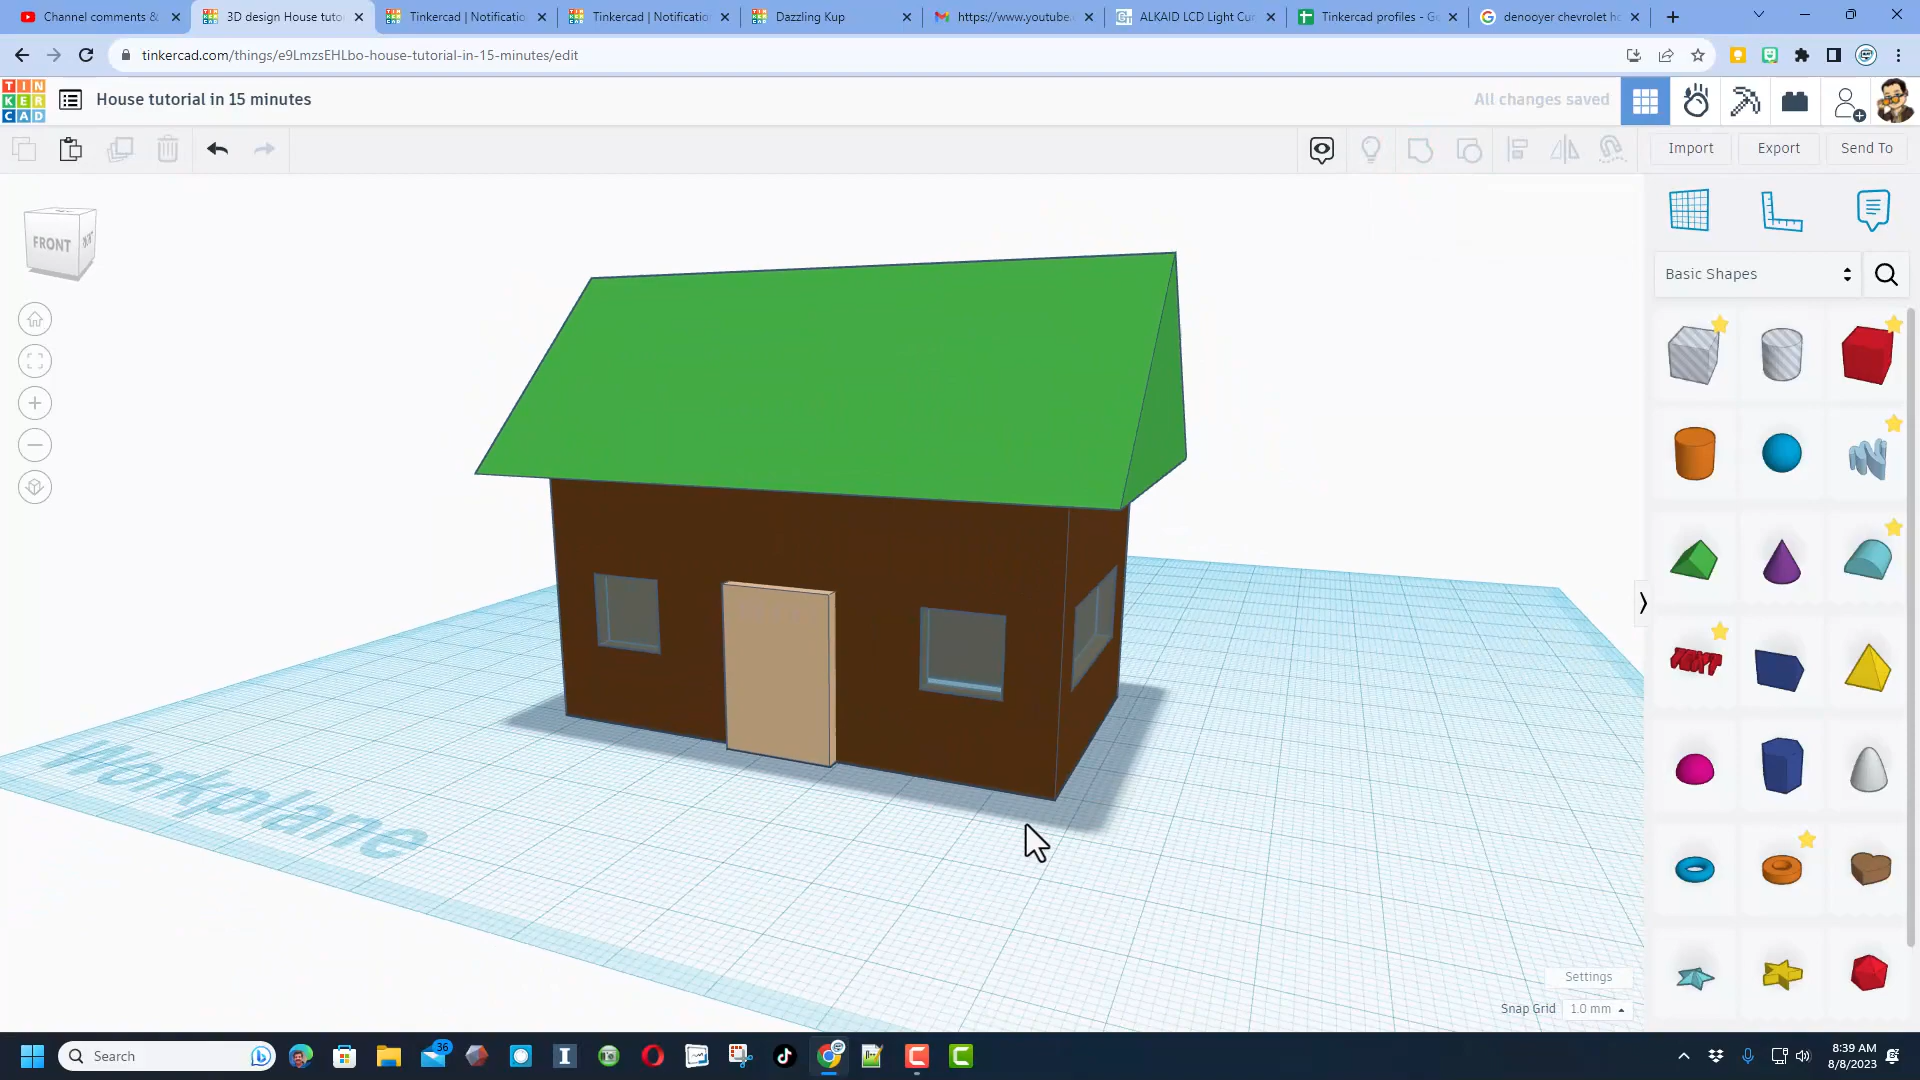 Channel comments &
3D design House tuto
Tinkercad | Notificatio
Tinkercad | Notificatio
Dazzling Kup
https://www.youtube.c
ALKAID LCD Light Cu
Tinkercad profiles - G
denooyer chevrolet h
tinkercad.com/things/e9LmzsEHLbo-house-tutorial-in-15-minutes/edit
TIN
KER
CAD
House tutorial in 15 minutes
All changes saved
Import
Export
Send To
FRONT
Basic Shapes
TEXT
Workplane
Settings
Snap Grid
1.0 mm
Search
36
8:39 AM
8/8/2023